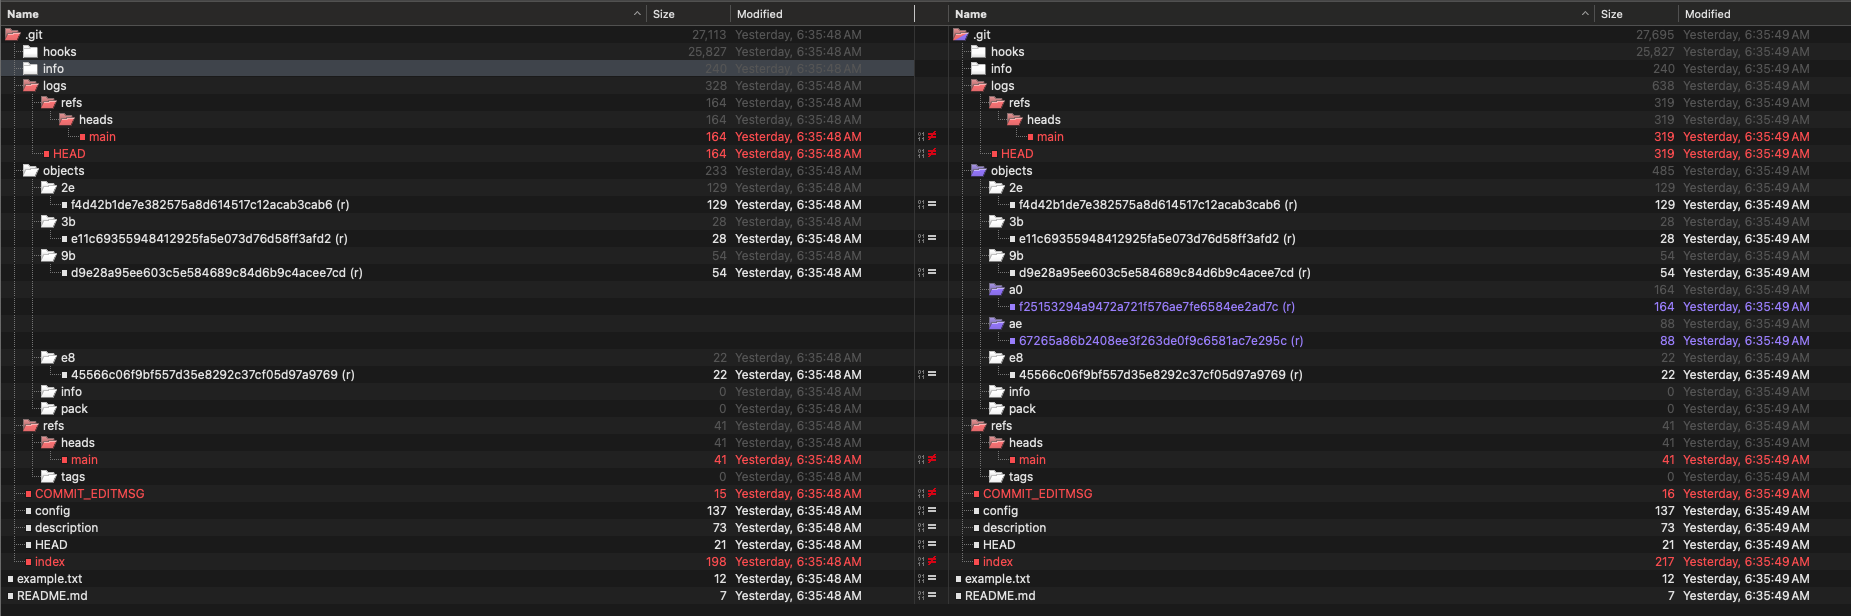 Name Size Modified Name Size Modified
.git 27,113 Yesterday, 6:35:48 AM .git 27,695 Yesterday, 6:35:49 AM
hooks 25,827 Yesterday, 6:35:48 AM hooks 25,827 Yesterday, 6:35:49 AM
info 240 Yesterday, 6:35:48 AM info 240 Yesterday, 6:35:49 AM
logs 328 Yesterday, 6:35:48 AM logs 638 Yesterday, 6:35:49 AM
refs 164 Yesterday, 6:35:48 AM refs 319 Yesterday, 6:35:49 AM
heads 164 Yesterday, 6:35:48 AM heads 319 Yesterday, 6:35:49 AM
main 164 Yesterday, 6:35:48 AM ≠ main 319 Yesterday, 6:35:49 AM
HEAD 164 Yesterday, 6:35:48 AM ≠ HEAD 319 Yesterday, 6:35:49 AM
objects 233 Yesterday, 6:35:48 AM objects 485 Yesterday, 6:35:49 AM
2e 129 Yesterday, 6:35:48 AM 2e 129 Yesterday, 6:35:49 AM
f4d42b1de7e382575a8d614517c12acab3cab6 (r) 129 Yesterday, 6:35:48 AM = f4d42b1de7e382575a8d614517c12acab3cab6 (r) 129 Yesterday, 6:35:49 AM
3b 28 Yesterday, 6:35:48 AM 3b 28 Yesterday, 6:35:49 AM
e11c69355948412925fa5e073d76d58ff3afd2 (r) 28 Yesterday, 6:35:48 AM = e11c69355948412925fa5e073d76d58ff3afd2 (r) 28 Yesterday, 6:35:49 AM
9b 54 Yesterday, 6:35:48 AM 9b 54 Yesterday, 6:35:49 AM
d9e28a95ee603c5e584689c84d6b9c4acee7cd (r) 54 Yesterday, 6:35:48 AM = d9e28a95ee603c5e584689c84d6b9c4acee7cd (r) 54 Yesterday, 6:35:49 AM
a0 164 Yesterday, 6:35:49 AM
f25153294a9472a721f576ae7fe6584ee2ad7c (r) 164 Yesterday, 6:35:49 AM
ae 88 Yesterday, 6:35:49 AM
67265a86b2408ee3f263de0f9c6581ac7e295c (r) 88 Yesterday, 6:35:49 AM
e8 22 Yesterday, 6:35:48 AM e8 22 Yesterday, 6:35:49 AM
45566c06f9bf557d35e8292c37cf05d97a9769 (r) 22 Yesterday, 6:35:48 AM = 45566c06f9bf557d35e8292c37cf05d97a9769 (r) 22 Yesterday, 6:35:49 AM
info 0 Yesterday, 6:35:48 AM info 0 Yesterday, 6:35:49 AM
pack 0 Yesterday, 6:35:48 AM pack 0 Yesterday, 6:35:49 AM
refs 41 Yesterday, 6:35:48 AM refs 41 Yesterday, 6:35:49 AM
heads 41 Yesterday, 6:35:48 AM heads 41 Yesterday, 6:35:49 AM
main 41 Yesterday, 6:35:48 AM ≠ main 41 Yesterday, 6:35:49 AM
tags 0 Yesterday, 6:35:48 AM tags 0 Yesterday, 6:35:49 AM
COMMIT_EDITMSG 15 Yesterday, 6:35:48 AM ≠ COMMIT_EDITMSG 16 Yesterday, 6:35:49 AM
config 137 Yesterday, 6:35:48 AM = config 137 Yesterday, 6:35:49 AM
description 73 Yesterday, 6:35:48 AM = description 73 Yesterday, 6:35:49 AM
HEAD 21 Yesterday, 6:35:48 AM = HEAD 21 Yesterday, 6:35:49 AM
index 198 Yesterday, 6:35:48 AM ≠ index 217 Yesterday, 6:35:49 AM
example.txt 12 Yesterday, 6:35:48 AM = example.txt 12 Yesterday, 6:35:49 AM
README.md 7 Yesterday, 6:35:48 AM = README.md 7 Yesterday, 6:35:49 AM